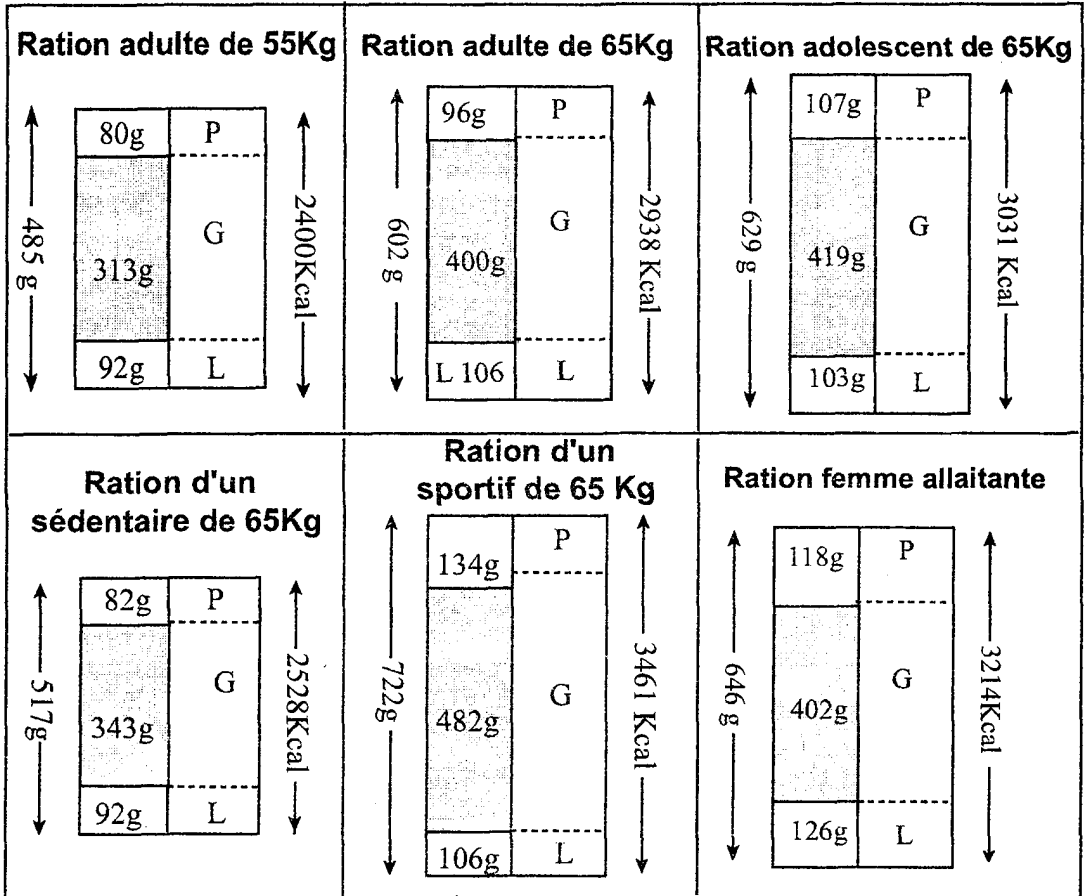 Ration adulte de 55Kg
485 g
80g
P
313g
G
92g
L
2400Kcal
Ration adulte de 65Kg
602 g
96g
P
400g
G
L 106
L
2938 Kcal
Ration adolescent de 65Kg
629 g
107g
P
419g
G
103g
L
3031 Kcal
Ration d'un
sédentaire de 65Kg
517g
82g
P
343g
G
92g
L
2528Kcal
Ration d'un
sportif de 65 Kg
722g
134g
P
482g
G
106g
L
3461 Kcal
Ration femme allaitante
646 g
118g
P
402g
G
126g
L
3214Kcal